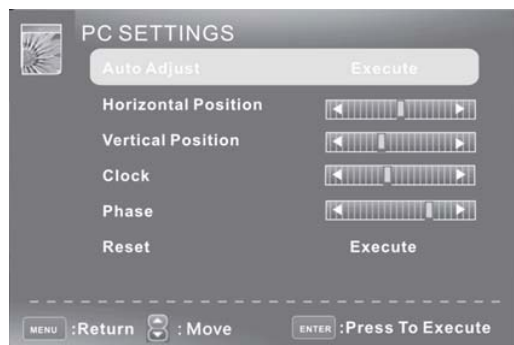 PC SETTINGS
Auto Adjust Execute
Horizontal Position
Vertical Position
Clock
Phase
Reset Execute
MENU :Return : Move ENTER :Press To Execute